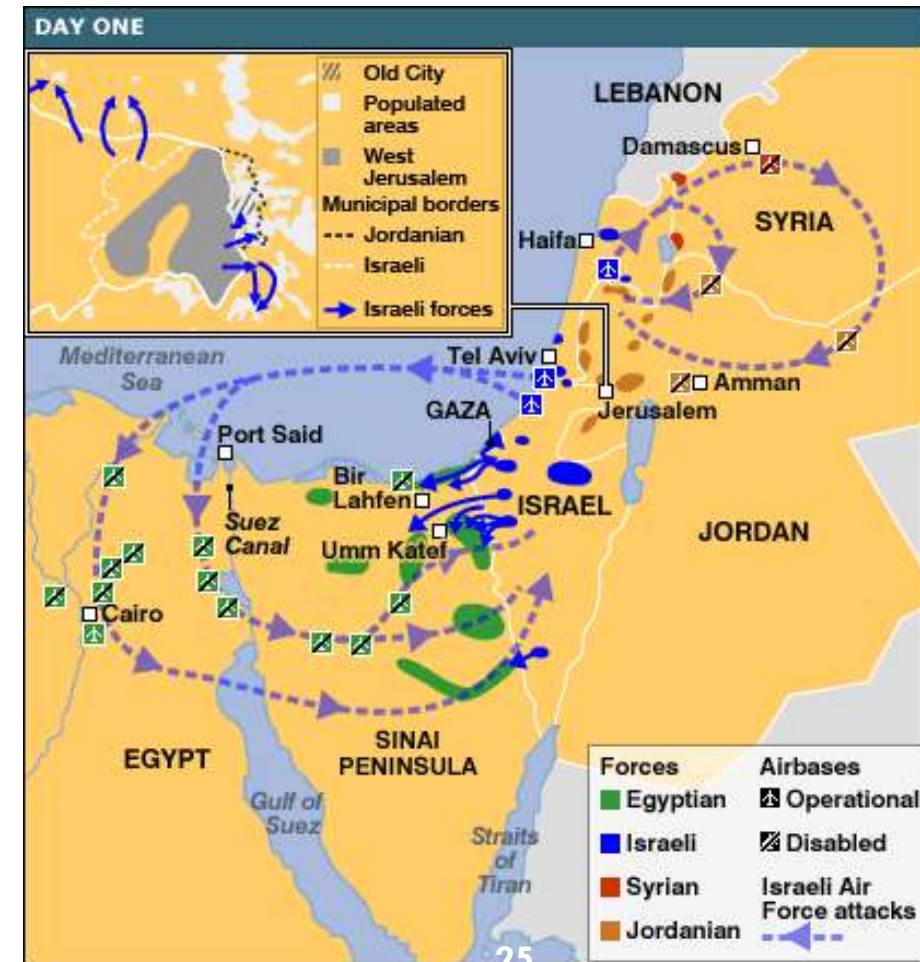 DAY ONE
Old City
Populated
areas
West
Jerusalem
Municipal borders
Jordanian
Israeli
Israeli forces
LEBANON
Damascus
SYRIA
Haifa
Mediterranean
Sea
Tel Aviv
Amman
Jerusalem
GAZA
Port Said
Bir
Lahfen
ISRAEL
Suez
Canal
Umm Katef
JORDAN
Cairo
EGYPT
SINAI
PENINSULA
Gulf of
Suez
Straits
of
Tiran
Forces
Egyptian
Israeli
Syrian
Jordanian
Airbases
Operational
Disabled
Israeli Air
Force attacks
25